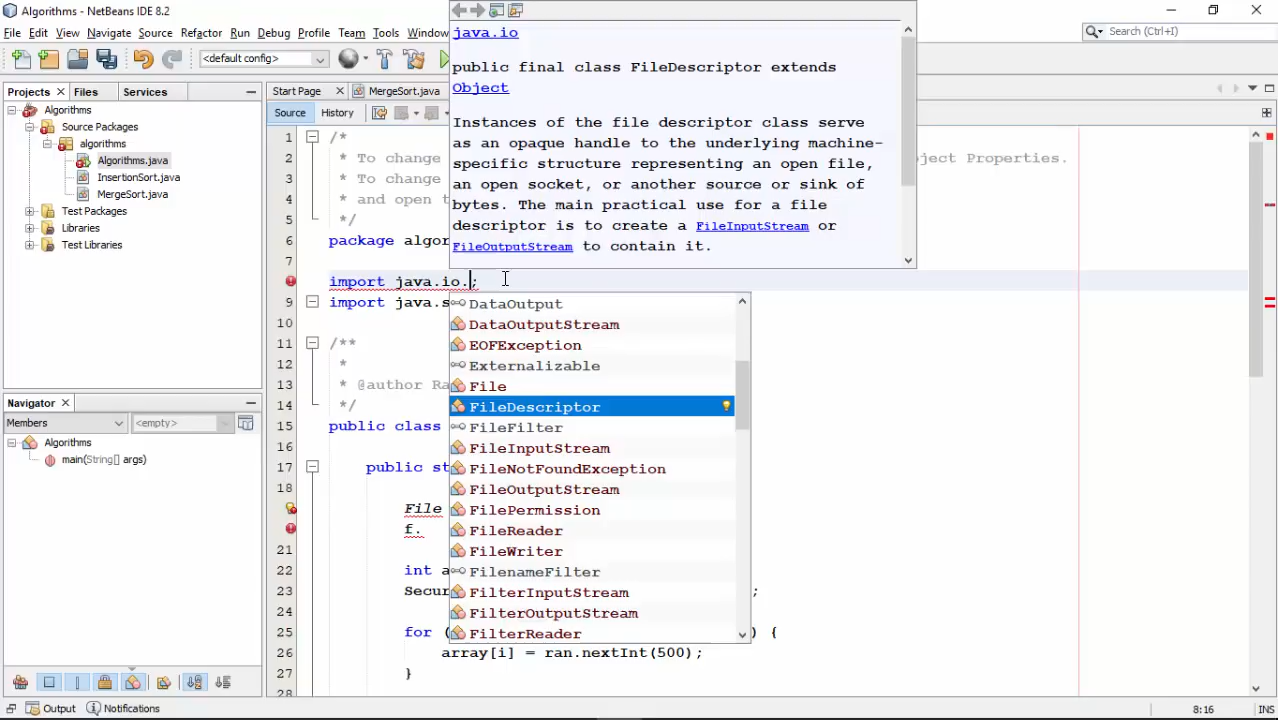 Algorithms - NetBeans IDE 8.2
File Edit View Navigate Source Refactor Run Debug Profile Team Tools Window
Search (Ctrl+I)
<default config>
Projects Files Services
Algorithms
Source Packages
algorithms
Algorithms.java
InsertionSort.java
MergeSort.java
Test Packages
Libraries
Test Libraries
Navigator
Members <empty>
Algorithms
main(String[] args)
Start Page MergeSort.java
Source History
1 /*
2 * To change oject Properties.
3 * To change
4 * and open t
5 */
6 package algor
7
import java.io.;
9 import java.s
10
11 /**
12 *
13 * @author Ra
14 */
15 public class
16
17 public st
18
File
f.
21
22 int a
23 Secur ;
24
25 for ( ) {
26 array[i] = ran.nextInt(500);
27 }
28
java.io
public final class FileDescriptor extends
Object
Instances of the file descriptor class serve
as an opaque handle to the underlying machine-
specific structure representing an open file,
an open socket, or another source or sink of
bytes. The main practical use for a file
descriptor is to create a FileInputStream or
FileOutputStream to contain it.
DataOutput
DataOutputStream
EOFException
Externalizable
File
FileDescriptor
FileFilter
FileInputStream
FileNotFoundException
FileOutputStream
FilePermission
FileReader
FileWriter
FilenameFilter
FilterInputStream
FilterOutputStream
FilterReader
Output Notifications
8:16 INS